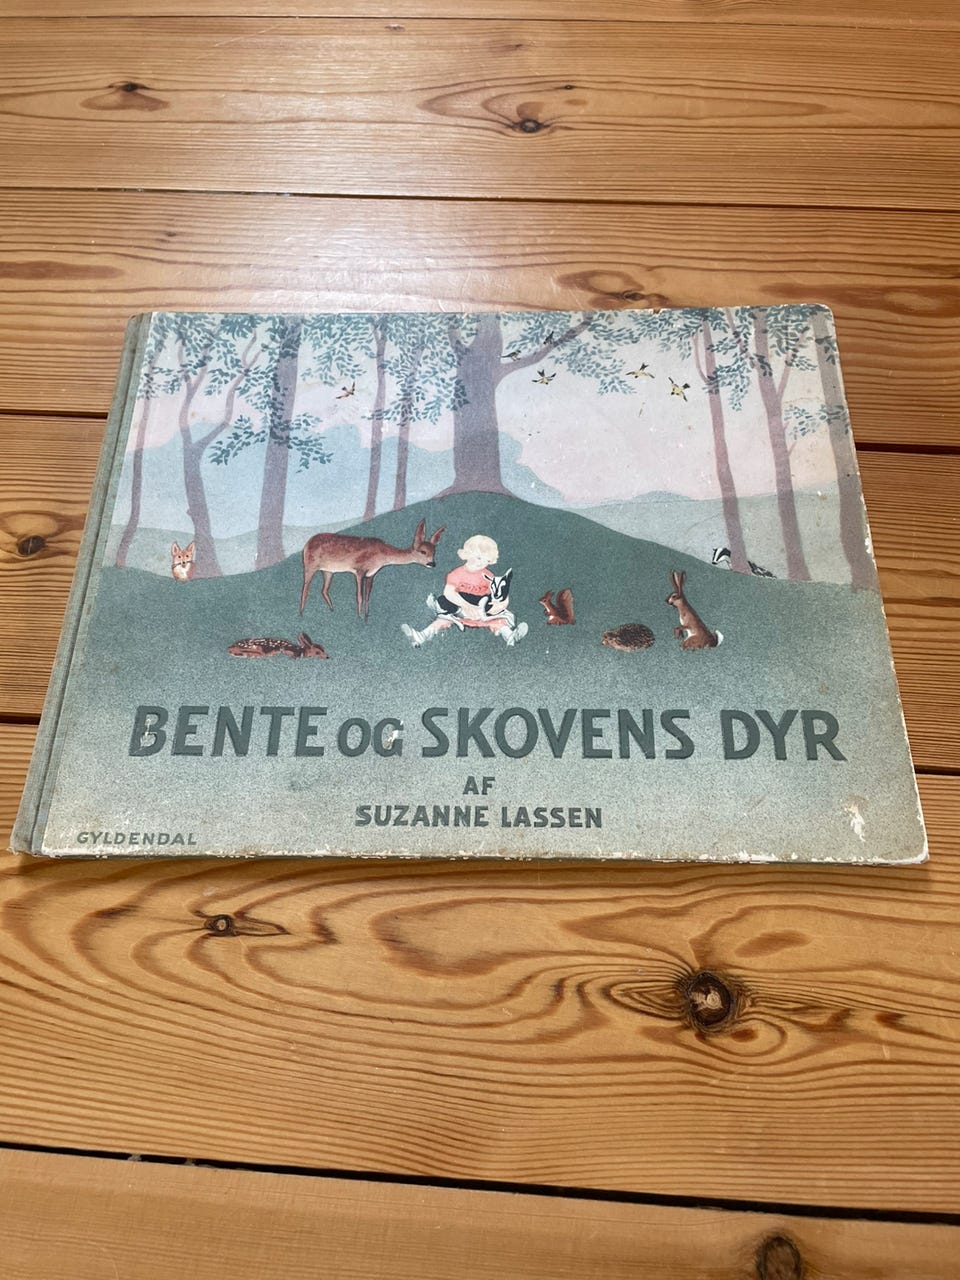 BENTE OG SKOVENS DYR
AF
SUZANNE LASSEN
GYLDENDAL